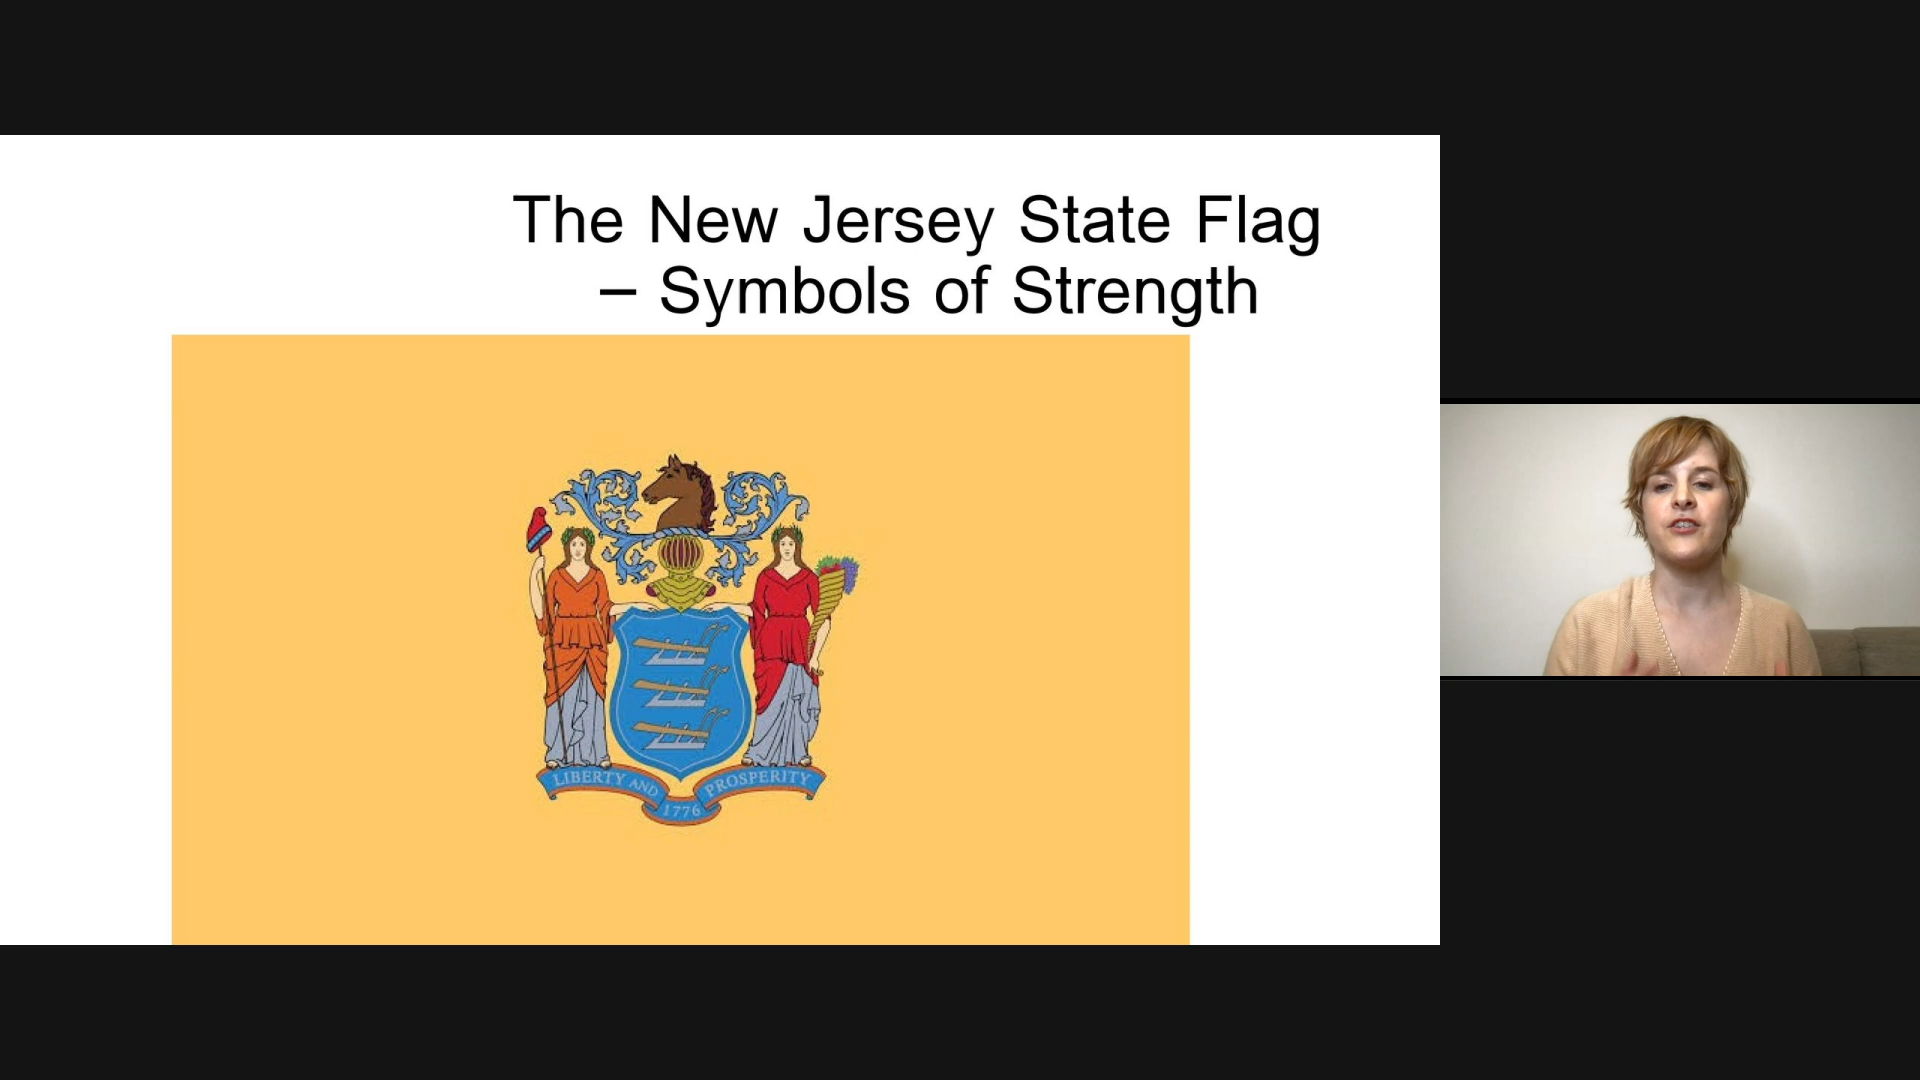 The New Jersey State Flag
– Symbols of Strength
LIBERTY AND PROSPERITY
1776